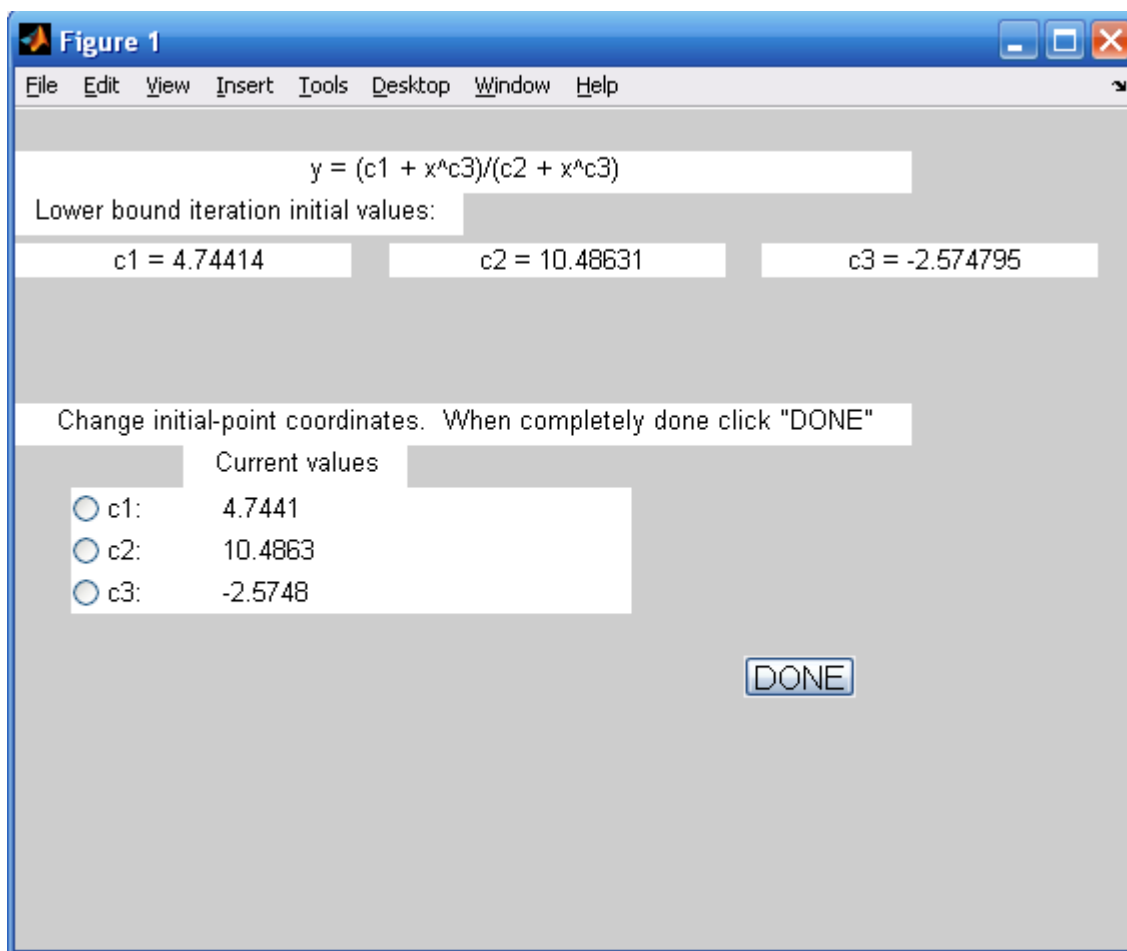 Figure 1
File Edit View Insert Tools Desktop Window Help
y = (c1 + x^c3)/(c2 + x^c3)
Lower bound iteration initial values:
c1 = 4.74414 c2 = 10.48631 c3 = -2.574795
Change initial-point coordinates. When completely done click "DONE"
Current values
c1: 4.7441
c2: 10.4863
c3: -2.5748
DONE